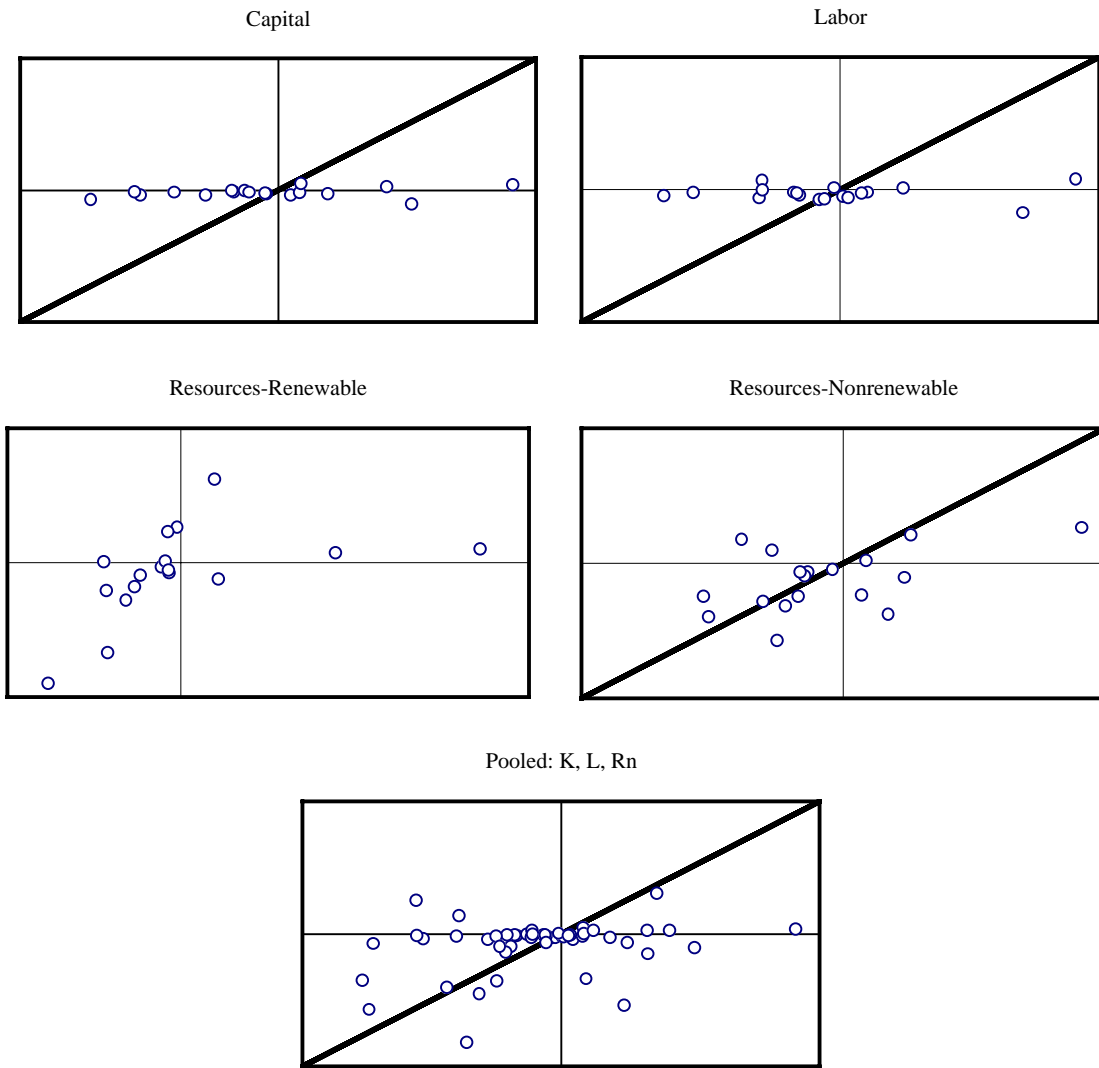 Capital
Labor
Resources-Renewable
Resources-Nonrenewable
Pooled: K, L, Rn